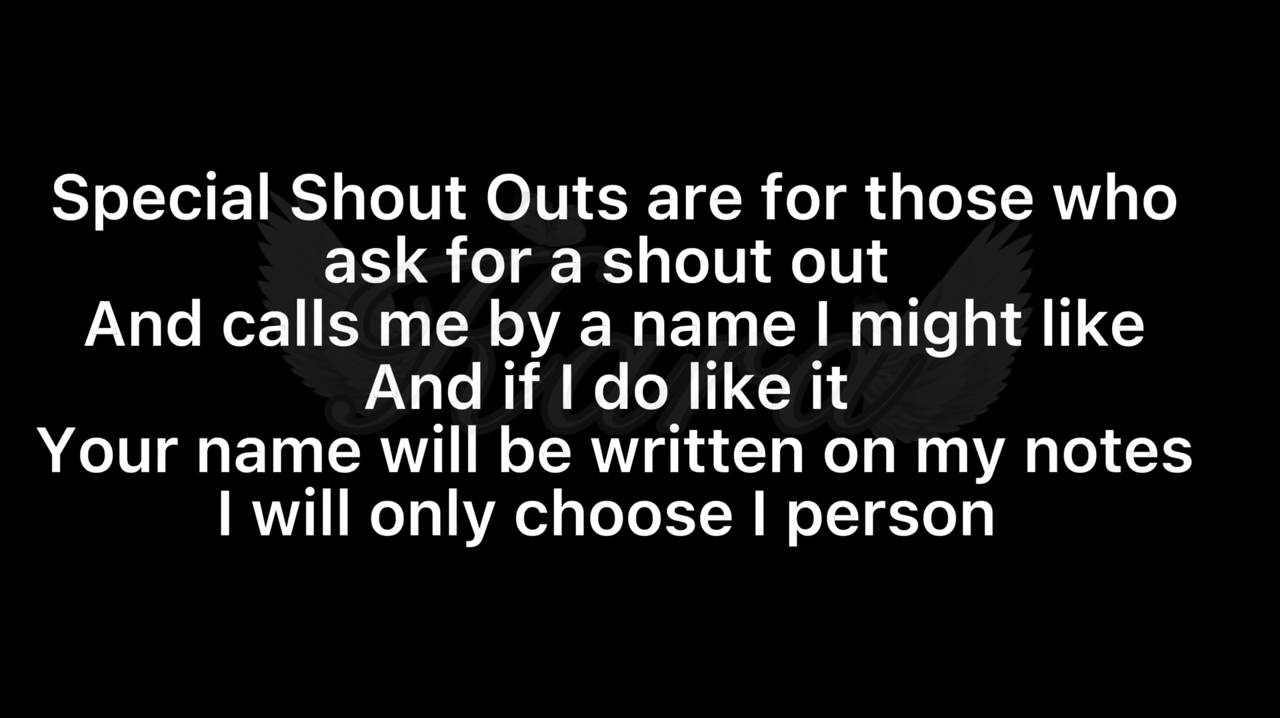 Special Shout Outs are for those who
ask for a shout out
And calls me by a name I might like
And if I do like it
Your name will be written on my notes
I will only choose I person